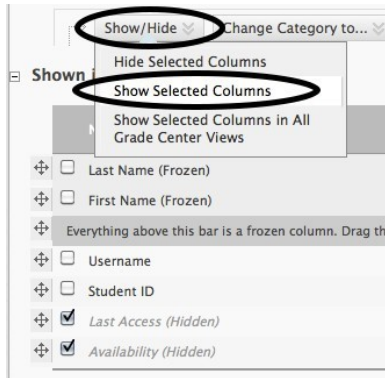 Show/Hide Change Category to...
Hide Selected Columns
Shown
Show Selected Columns
Show Selected Columns in All
Grade Center Views
Last Name (Frozen)
First Name (Frozen)
Everything above this bar is a frozen column. Drag th
Username
Student ID
Last Access (Hidden)
Availability (Hidden)